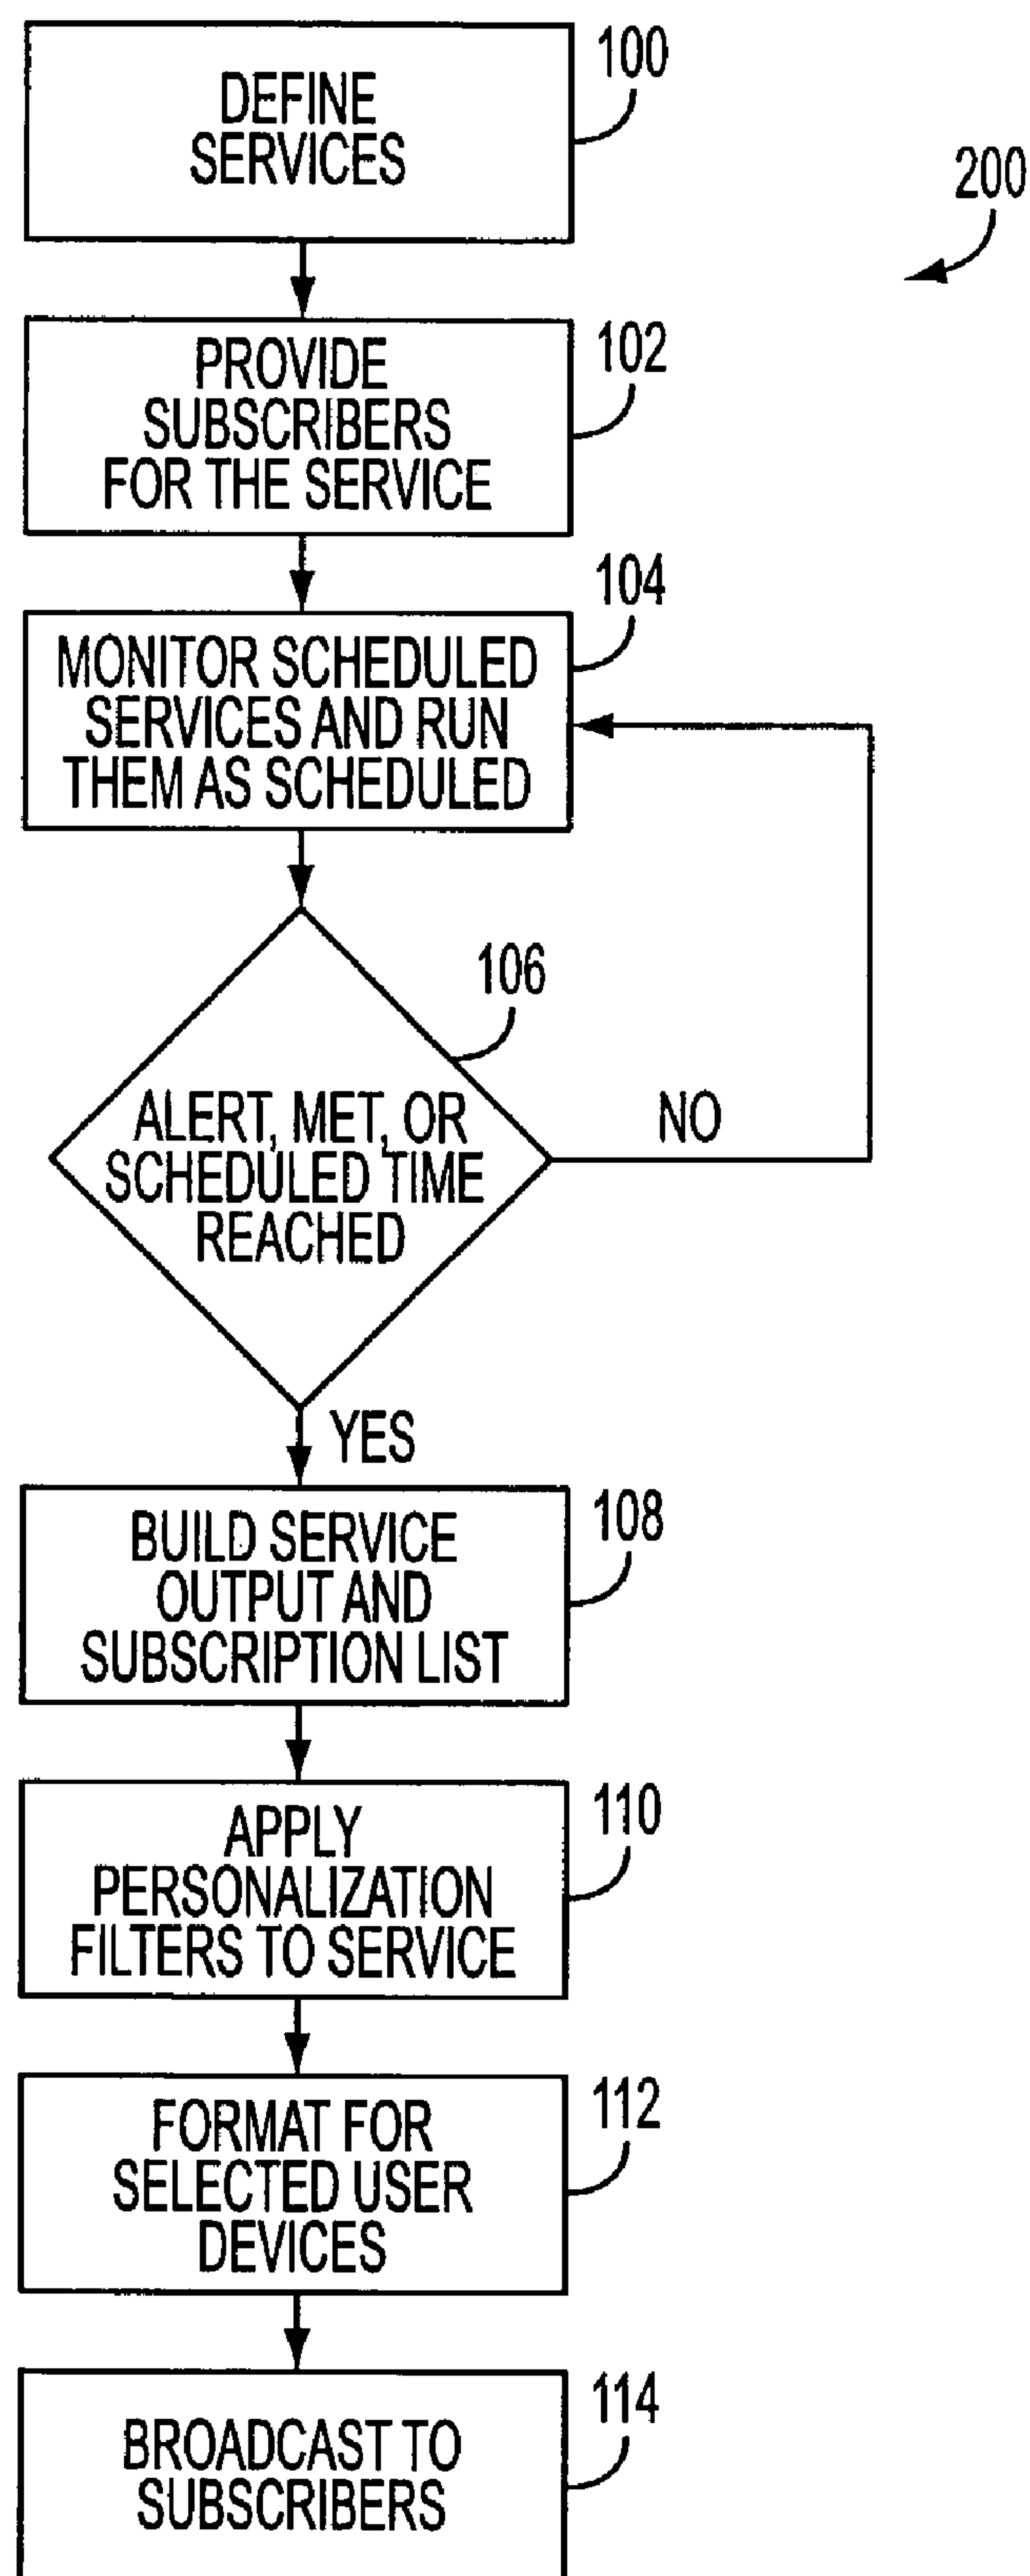 DEFINE
SERVICES
100
200
PROVIDE
SUBSCRIBERS
FOR THE SERVICE
102
MONITOR SCHEDULED
SERVICES AND RUN
THEM AS SCHEDULED
104
106
ALERT, MET, OR
SCHEDULED TIME
REACHED
NO
YES
BUILD SERVICE
OUTPUT AND
SUBSCRIPTION LIST
108
APPLY
PERSONALIZATION
FILTERS TO SERVICE
110
FORMAT FOR
SELECTED USER
DEVICES
112
BROADCAST TO
SUBSCRIBERS
114